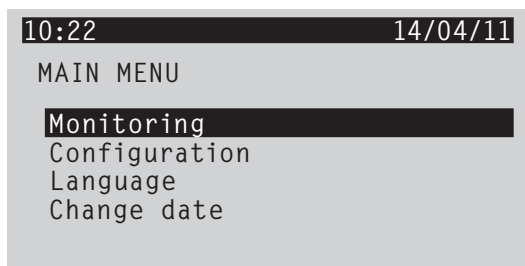 10:22 14/04/11
MAIN MENU
Monitoring
Configuration
Language
Change date